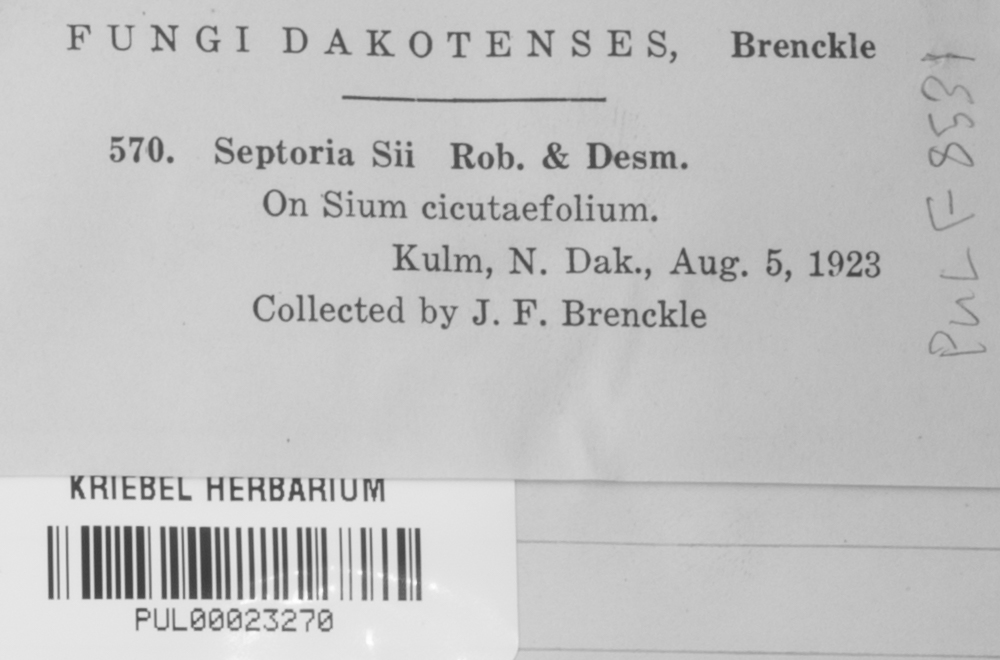 FUNGI DAKOTENSES, Brenckle
570. Septoria Sii Rob. & Desm.
On Sium cicutaefolium.
Kulm, N. Dak., Aug. 5, 1923
Collected by J. F. Brenckle
PUL F 8531
KRIEBEL HERBARIUM
PUL00023270